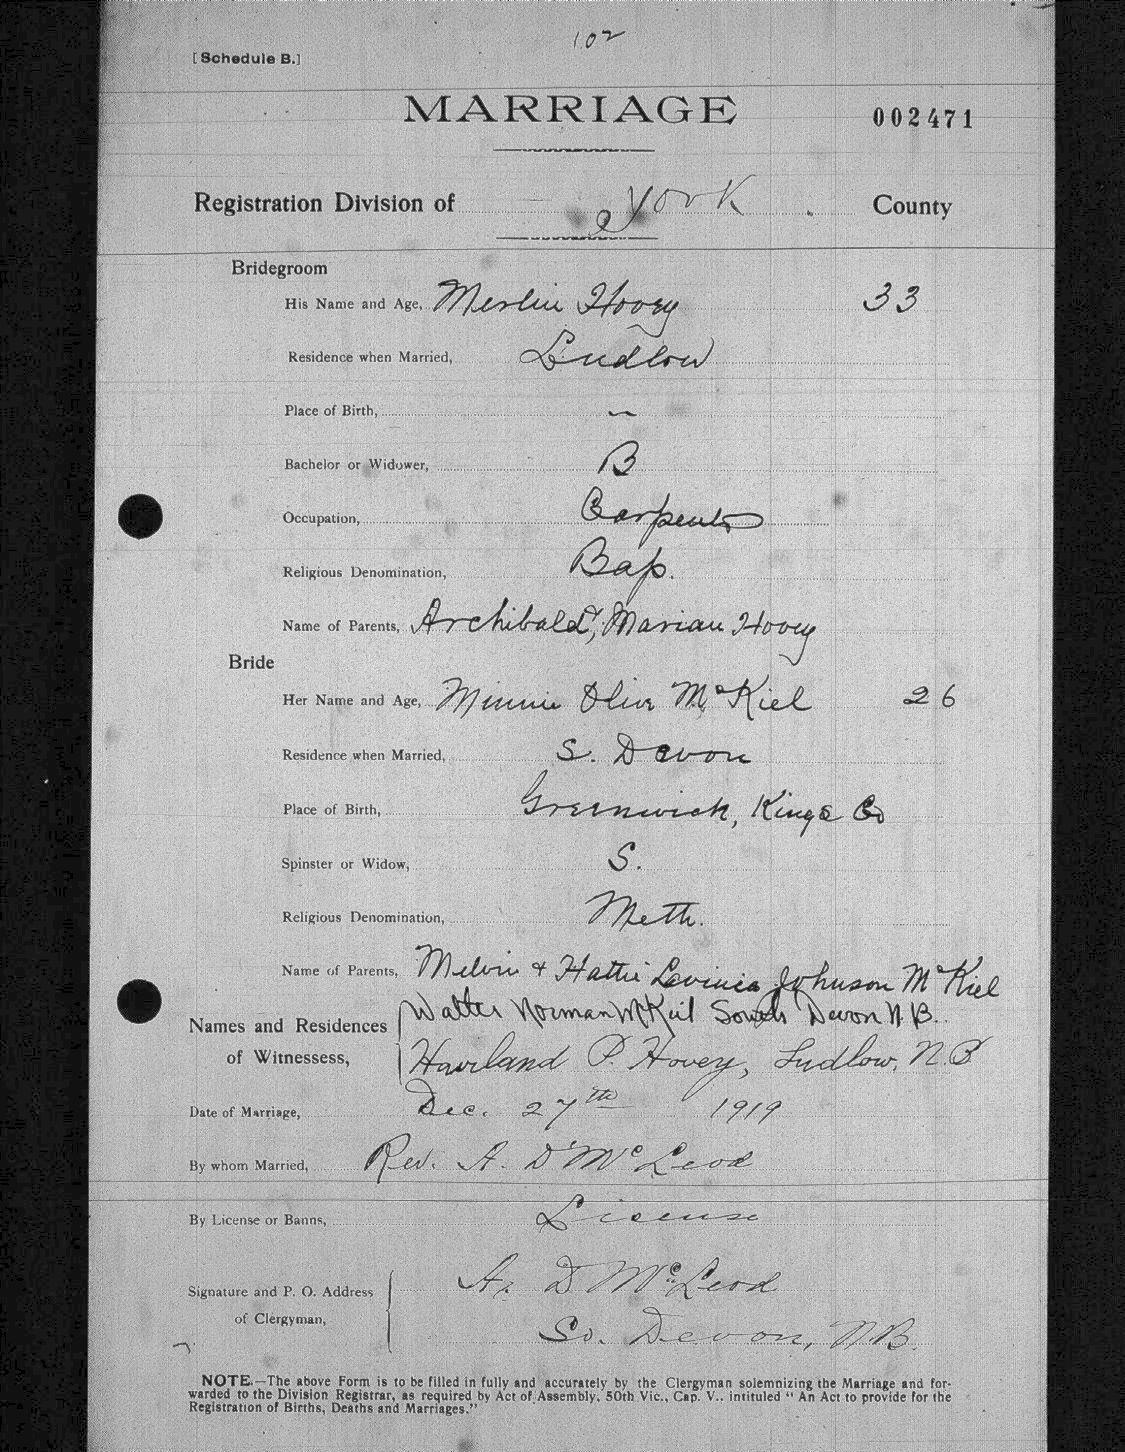 102
[Schedule B.]
MARRIAGE
002471
Registration Division of York County
Bridegroom
His Name and Age, Merlin Hovey 33
Residence when Married, Ludlow
Place of Birth, ~
Bachelor or Widower, B
Occupation, Carpenter
Religious Denomination, Bap.
Name of Parents, Archibald, Marian Hovey
Bride
Her Name and Age, Minnie Olive McKiel 26
Residence when Married, S. Devon
Place of Birth, Greenwick, Kings Co
Spinster or Widow, S.
Religious Denomination, Meth.
Name of Parents, Melvin & Hattie Lavinia Johnson McKiel
Names and Residences Walter Norman McKiel South Devon N.B.
of Witnessess, Haviland P. Hovey, Ludlow, N.B
Date of Marriage, Dec. 27th 1919
By whom Married, Rev. A. D McLeod
By License or Banns, License
Signature and P. O. Address A. D McLeod
of Clergyman, So. Devon, N.B.
NOTE.—The above Form is to be filled in fully and accurately by the Clergyman solemnizing the Marriage and for-
warded to the Division Registrar, as required by Act of Assembly, 50th Vic., Cap. V.. intituled " An Act to provide for the
Registration of Births, Deaths and Marriages."